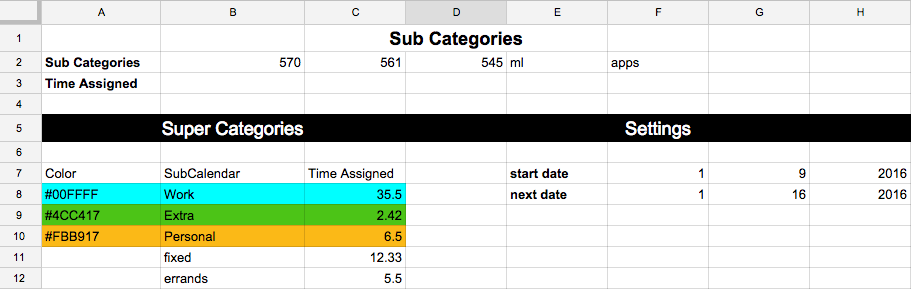 A B C D E F G H
1 Sub Categories
2 Sub Categories 570 561 545 ml apps
3 Time Assigned
4
5 Super Categories Settings
6
7 Color SubCalendar Time Assigned start date 1 9 2016
8 #00FFFF Work 35.5 next date 1 16 2016
9 #4CC417 Extra 2.42
10 #FBB917 Personal 6.5
11 fixed 12.33
12 errands 5.5